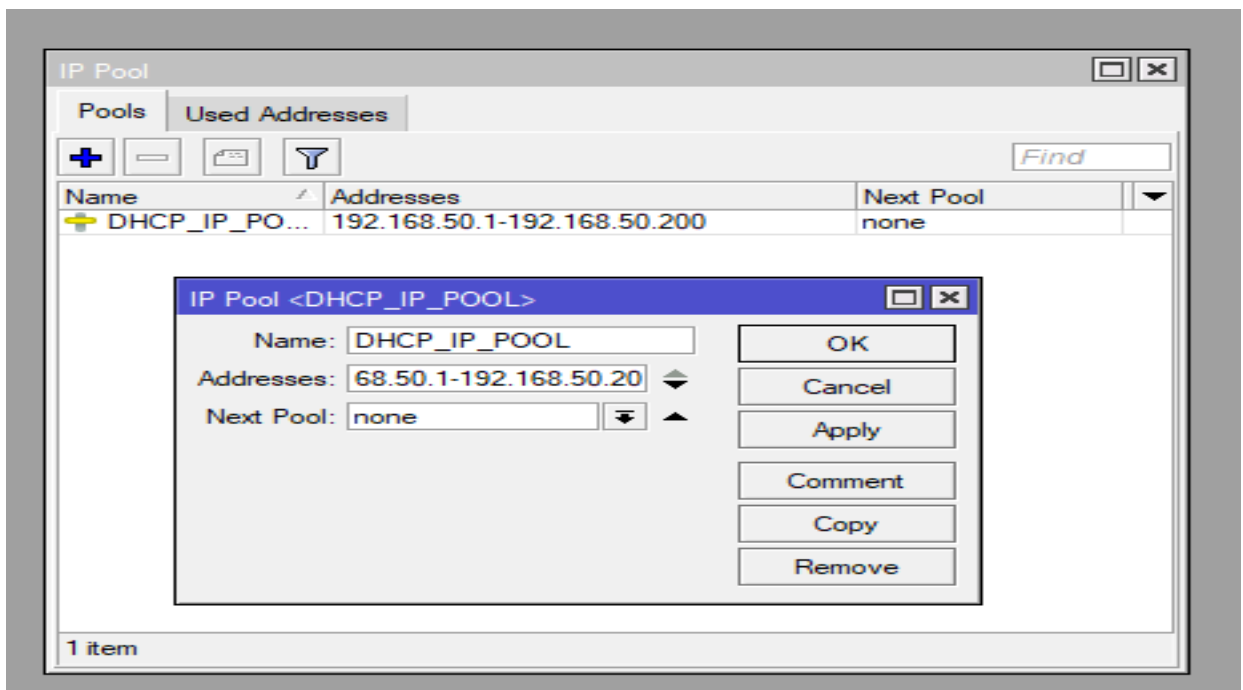 IP Pool
Pools Used Addresses
Find
Name Addresses Next Pool
DHCP_IP_PO... 192.168.50.1-192.168.50.200 none
IP Pool <DHCP_IP_POOL>
Name: DHCP_IP_POOL OK
Addresses: 68.50.1-192.168.50.20 Cancel
Next Pool: none Apply
Comment
Copy
Remove
1 item